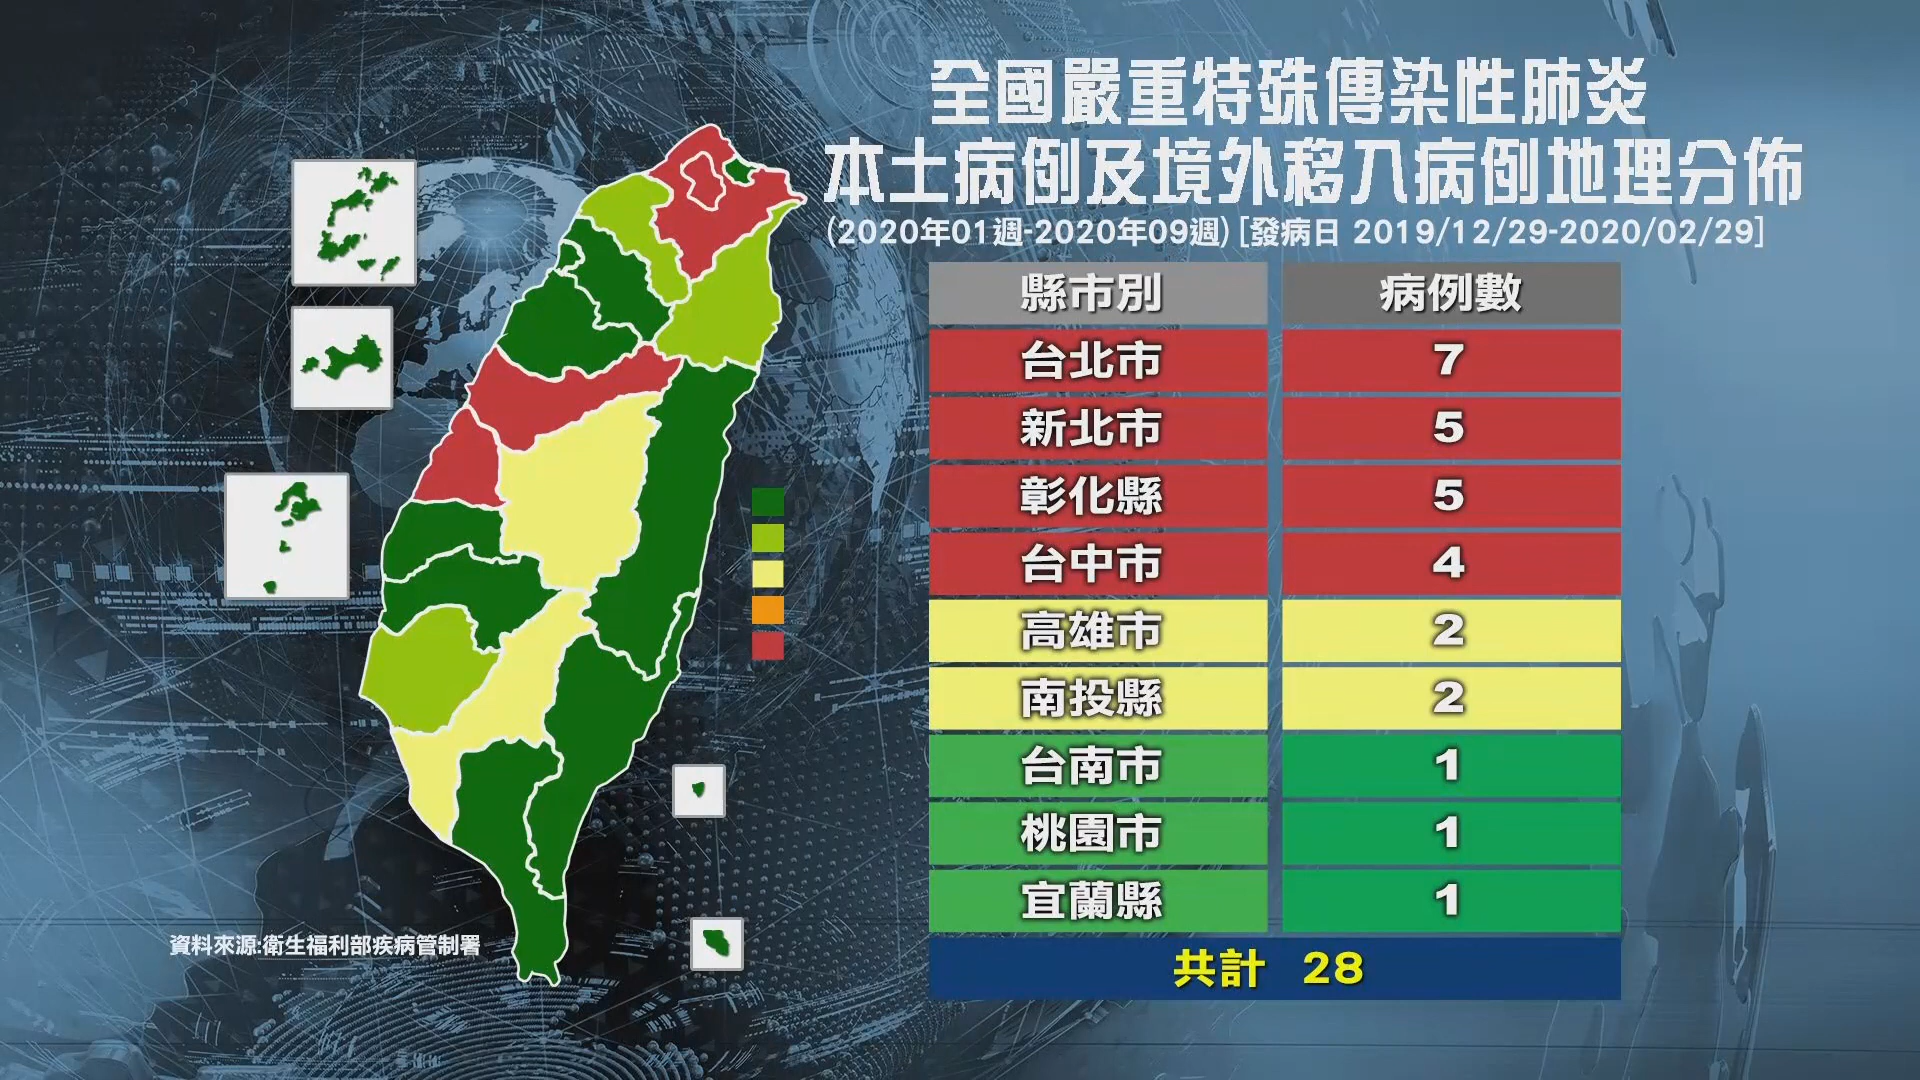 全國嚴重特殊傳染性肺炎
本土病例及境外移入病例地理分佈
(2020年01週-2020年09週)[發病日 2019/12/29-2020/02/29]
縣市別 病例數
台北市 7
新北市 5
彰化縣 5
台中市 4
高雄市 2
南投縣 2
台南市 1
桃園市 1
宜蘭縣 1
共計 28
資料來源:衛生福利部疾病管制署